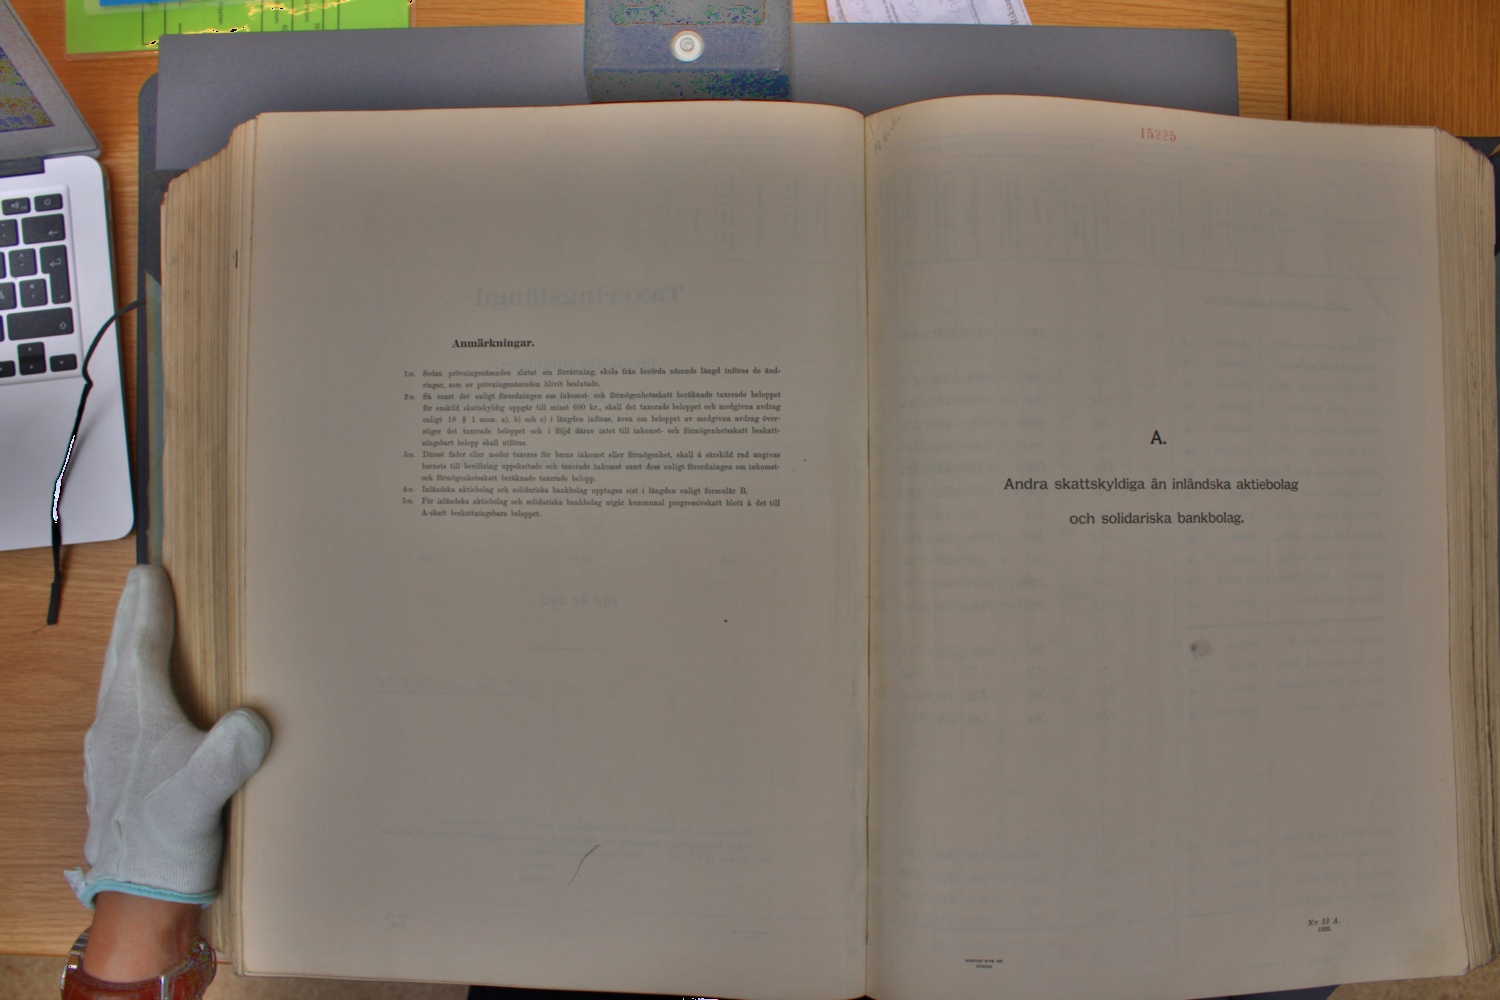 Anmärkningar.
1:o. Sedan prövningsnämnden slutat sin förrättning, skola från berörda nämnds längd införas de änd-
ringar, som av prövningsnämnden blivit beslutade.
2:o. Så snart det enligt förordningen om inkomst- och förmögenhetsskatt beräknade taxerade beloppet
för enskild skattskyldig uppgår till minst 600 kr., skall det taxerade beloppet och medgivna avdrag
enligt 18 § 1 mom. a), b) och c) i längden införas, även om beloppet av medgivna avdrag över-
stiger det taxerade beloppet och i följd därav intet till inkomst- och förmögenhetsskatt beskatt-
ningsbart belopp skall utföras.
3:o. Därest fader eller moder taxeras för barns inkomst eller förmögenhet, skall å särskild rad angivas
barnets till bevillning uppskattade och taxerade inkomst samt dess enligt förordningen om inkomst-
och förmögenhetsskatt beräknade taxerade belopp.
4:o. Inländska aktiebolag och solidariska bankbolag upptagas sist i längden enligt formulär B.
5:o. För inländska aktiebolag och solidariska bankbolag utgår kommunal progressivskatt blott å det till
A-skatt beskattningsbara beloppet.
15225
A.
Andra skattskyldiga än inländska aktiebolag
och solidariska bankbolag.
Nr 12 A.